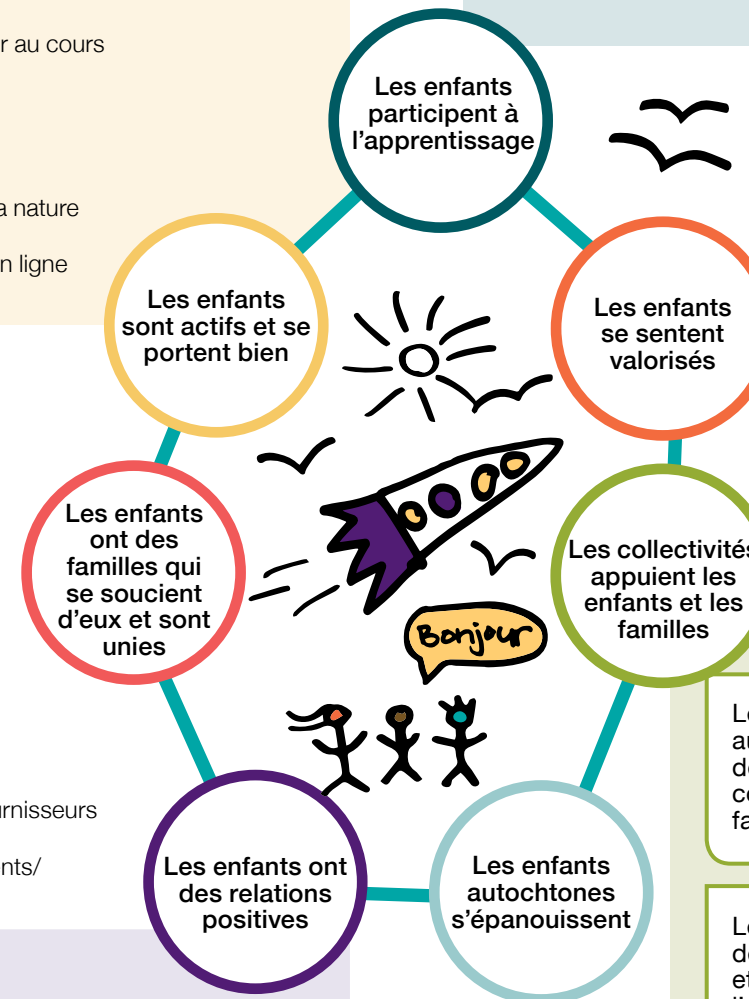 r au cours
a nature
n ligne
Les enfants
participent à
l'apprentissage
Les enfants
sont actifs et se
portent bien
Les enfants
se sentent
valorisés
Les enfants
ont des
familles qui
se soucient
d'eux et sont
unies
Les collectivités
appuient les
enfants et les
familles
Bonjour
rnisseurs
nts/
Les enfants ont
des relations
positives
Les enfants
autochtones
s'épanouissent